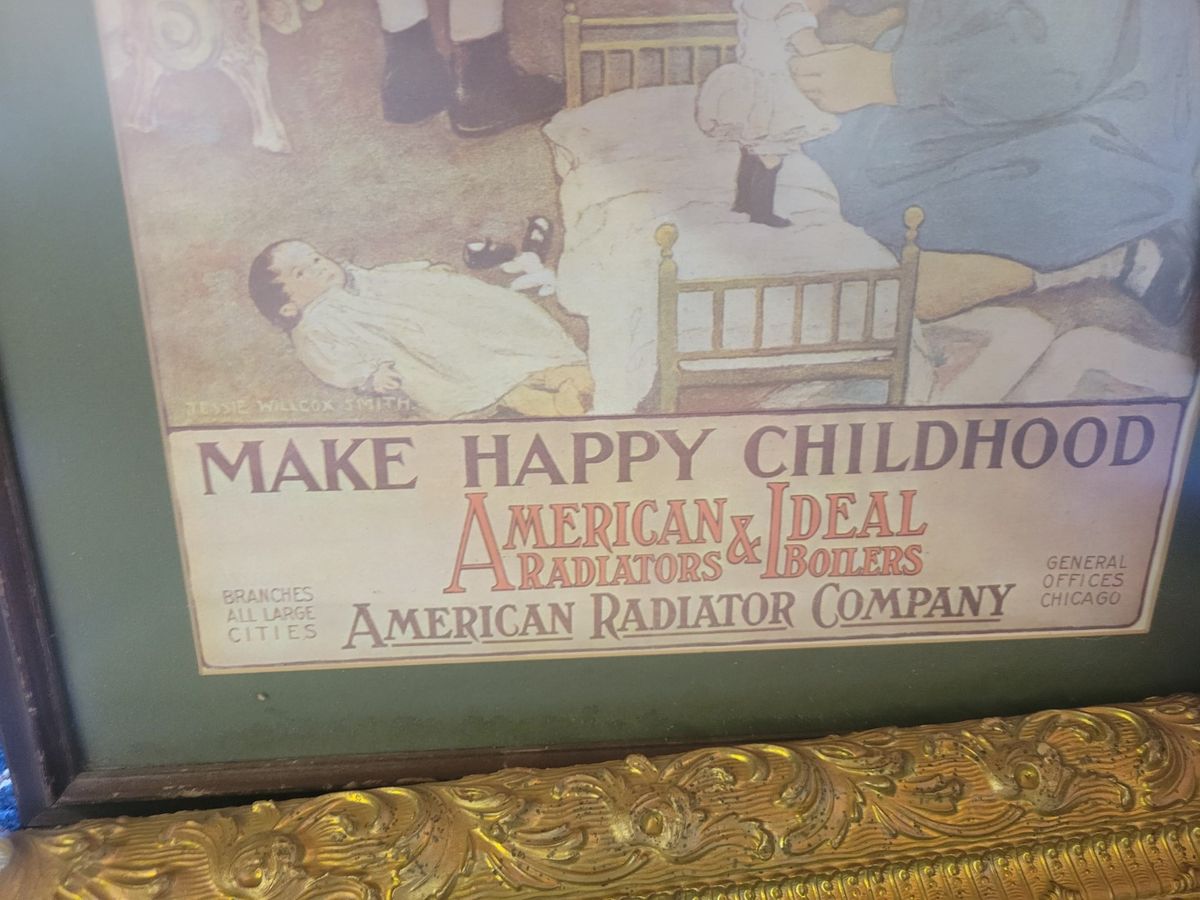 JESSIE WILLCOX SMITH
MAKE HAPPY CHILDHOOD
AMERICAN & IDEAL
RADIATORS BOILERS
BRANCHES
ALL LARGE
CITIES
AMERICAN RADIATOR COMPANY
GENERAL
OFFICES
CHICAGO